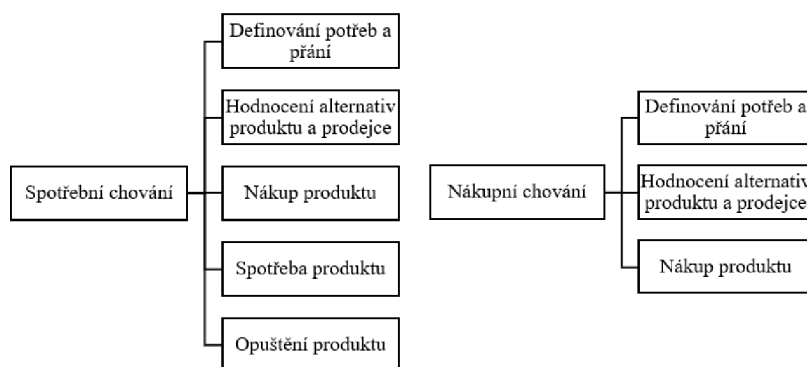 Spotřební chování
Definování potřeb a
přání
Hodnocení alternativ
produktu a prodejce
Nákup produktu
Spotřeba produktu
Opuštění produktu
Nákupní chování
Definování potřeb a
přání
Hodnocení alternativ
produktu a prodejce
Nákup produktu